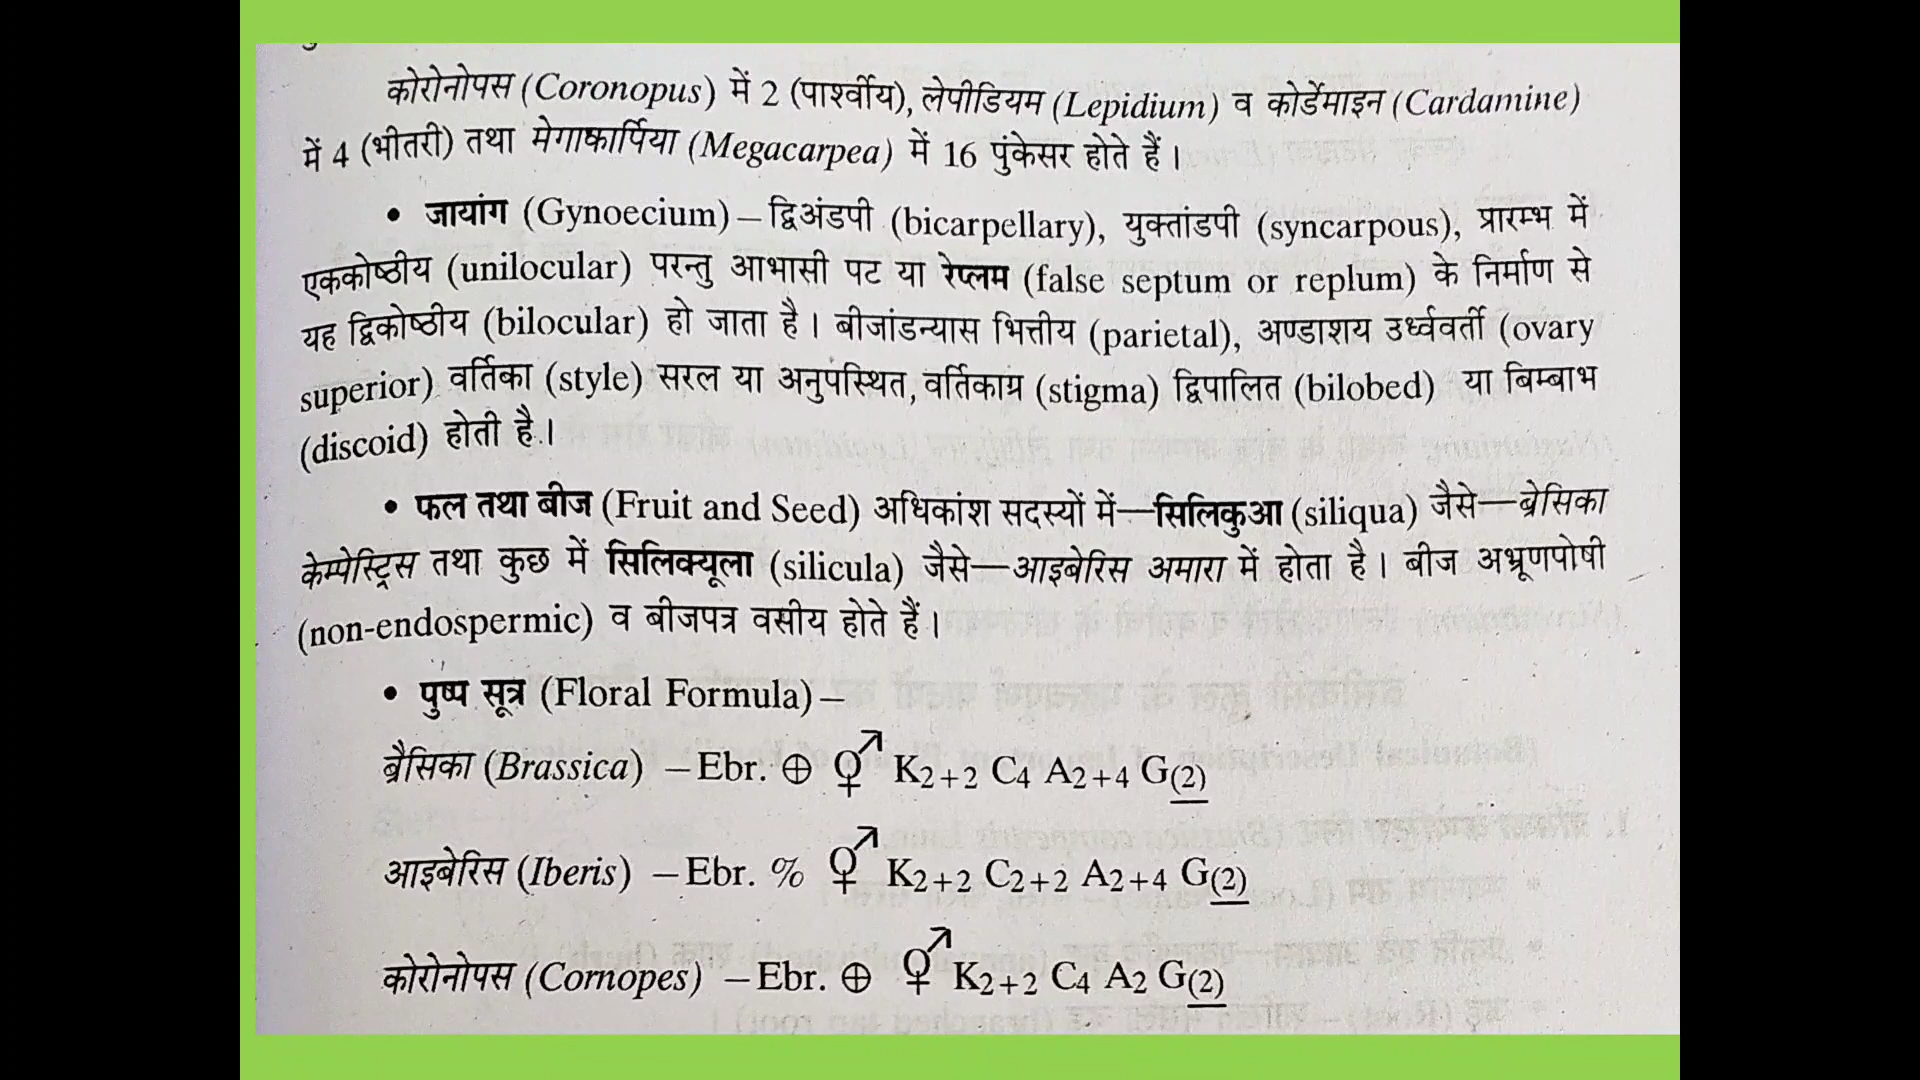 कोरोनोपस (Coronopus) में 2 (पार्श्वीय), लेपीडियम (Lepidium) व कोर्डेमाइन (Cardamine)
में 4 (भीतरी) तथा मेगाकार्पिया (Megacarpea) में 16 पुंकेसर होते हैं।
• जायांग (Gynoecium) – द्विअंडपी (bicarpellary), युक्तांडपी (syncarpous), प्रारम्भ में
एककोष्ठीय (unilocular) परन्तु आभासी पट या रेप्लम (false septum or replum) के निर्माण से
यह द्विकोष्ठीय (bilocular) हो जाता है। बीजांडन्यास भित्तीय (parietal), अण्डाशय उर्ध्ववर्ती (ovary
superior) वर्तिका (style) सरल या अनुपस्थित, वर्तिकाग्र (stigma) द्विपालित (bilobed) या बिम्बाभ
(discoid) होती है।
• फल तथा बीज (Fruit and Seed) अधिकांश सदस्यों में—सिलिकुआ (siliqua) जैसे—ब्रेसिका
केम्पेस्ट्रिस तथा कुछ में सिलिक्यूला (silicula) जैसे—आइबेरिस अमारा में होता है। बीज अभ्रूणपोषी
(non-endospermic) व बीजपत्र वसीय होते हैं।
• पुष्प सूत्र (Floral Formula) –
ब्रैसिका (Brassica) – Ebr. ⊕ ⚥ K2+2 C4 A2+4 G(2)
आइबेरिस (Iberis) – Ebr. % ⚥ K2+2 C2+2 A2+4 G(2)
कोरोनोपस (Cornopes) – Ebr. ⊕ ⚥ K2+2 C4 A2 G(2)